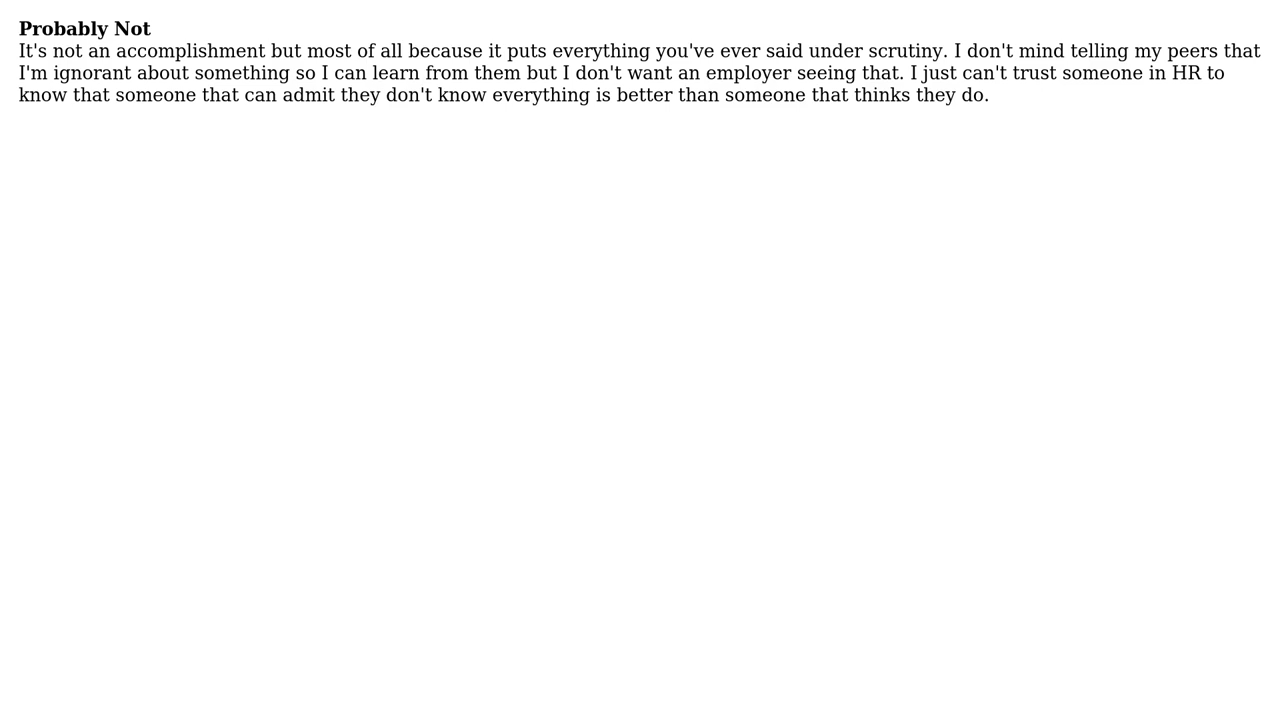 Probably Not
It's not an accomplishment but most of all because it puts everything you've ever said under scrutiny. I don't mind telling my peers that
I'm ignorant about something so I can learn from them but I don't want an employer seeing that. I just can't trust someone in HR to
know that someone that can admit they don't know everything is better than someone that thinks they do.